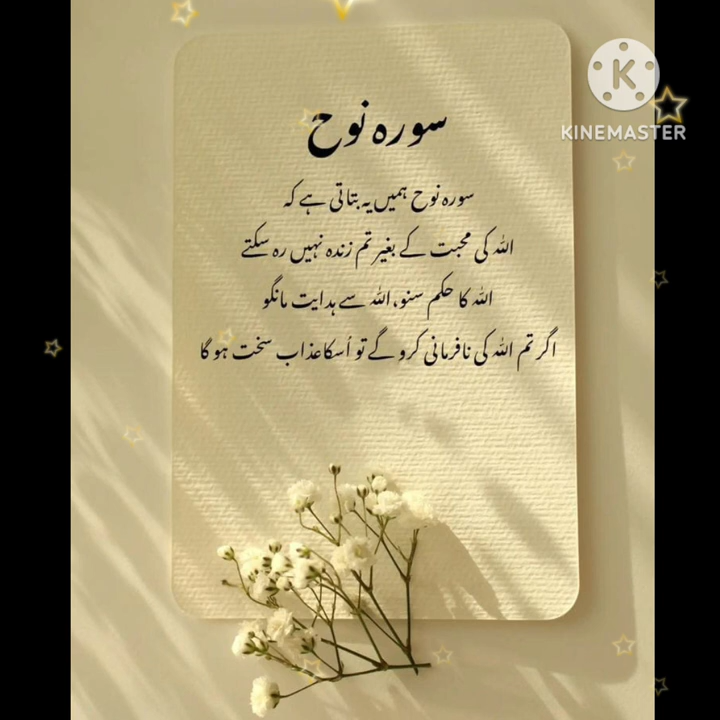 سورہ نوح
سورہ نوح ہمیں یہ بتاتی ہے کہ
اللہ کی محبت کے بغیر تم زندہ نہیں رہ سکتے
اللہ کا حکم سنو، اللہ سے ہدایت مانگو
اگر تم اللہ کی نافرمانی کرو گے تو اُسکا عذاب سخت ہو گا
K
KINEMASTER